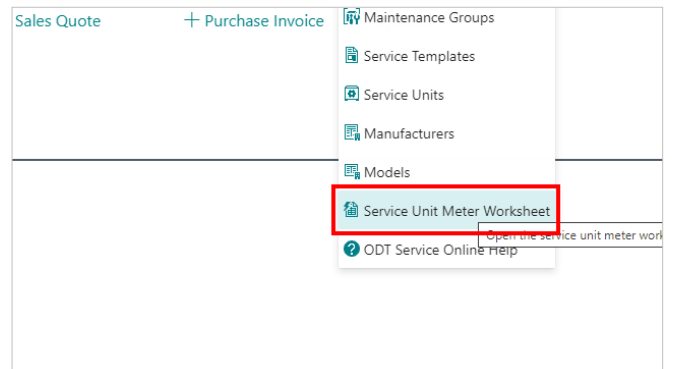 Sales Quote
+ Purchase Invoice
Maintenance Groups
Service Templates
Service Units
Manufacturers
Models
Service Unit Meter Worksheet
Open the service unit meter work
ODT Service Online Help